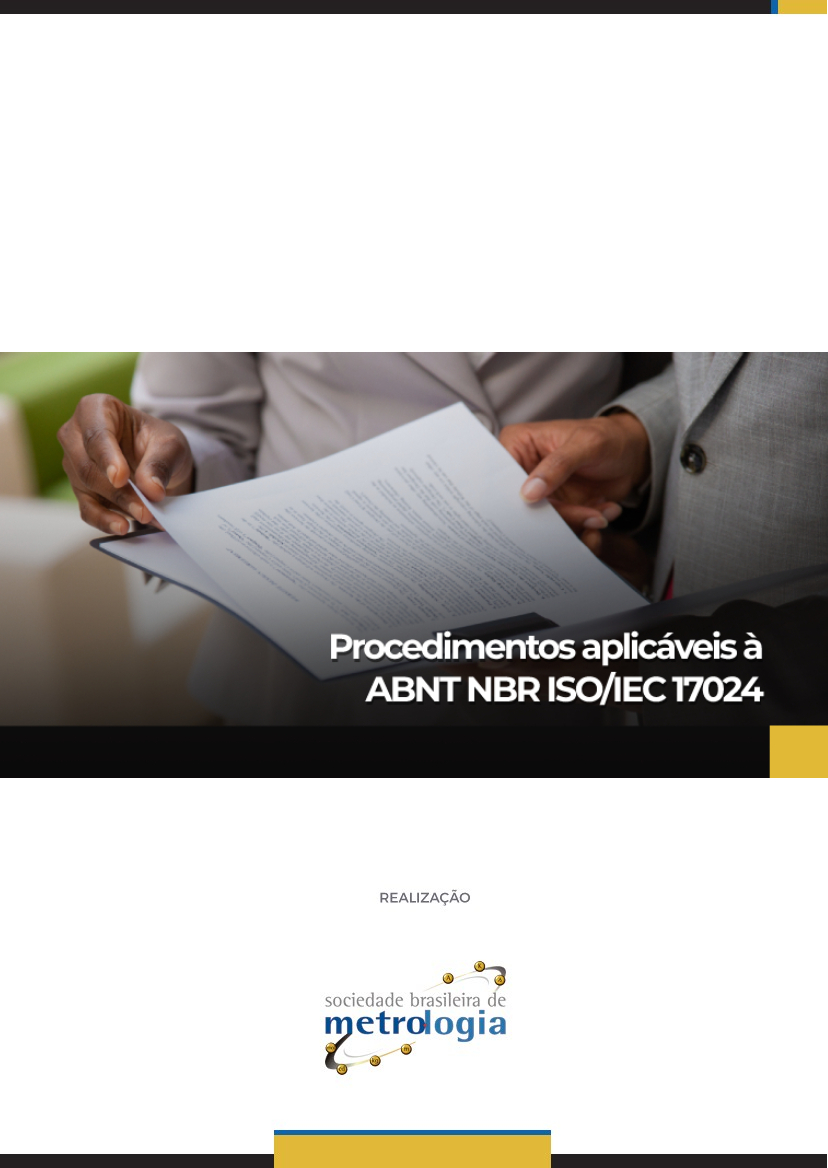 Procedimentos aplicáveis à
ABNT NBR ISO/IEC 17024
REALIZAÇÃO
sociedade brasileira de
metrologia